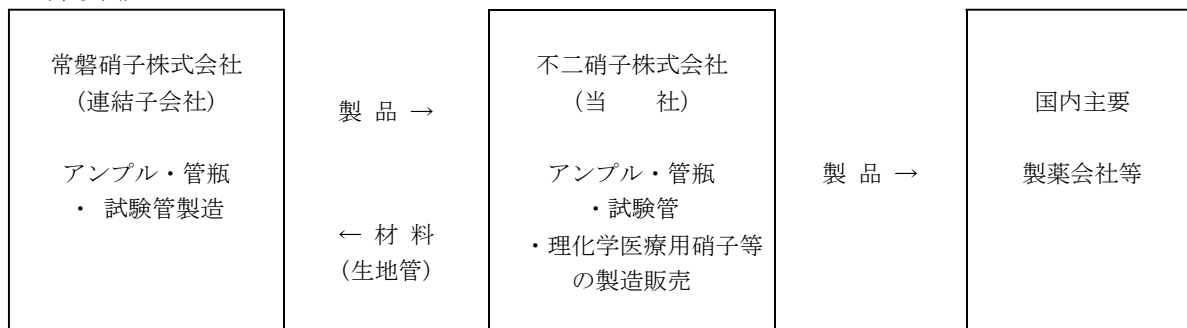 常磐硝子株式会社
（連結子会社）
アンプル・管瓶
・ 試験管製造
製 品 →
← 材 料
（生地管）
不二硝子株式会社
（当　　社）
アンプル・管瓶
・試験管
・理化学医療用硝子等
の製造販売
製 品 →
国内主要
製薬会社等